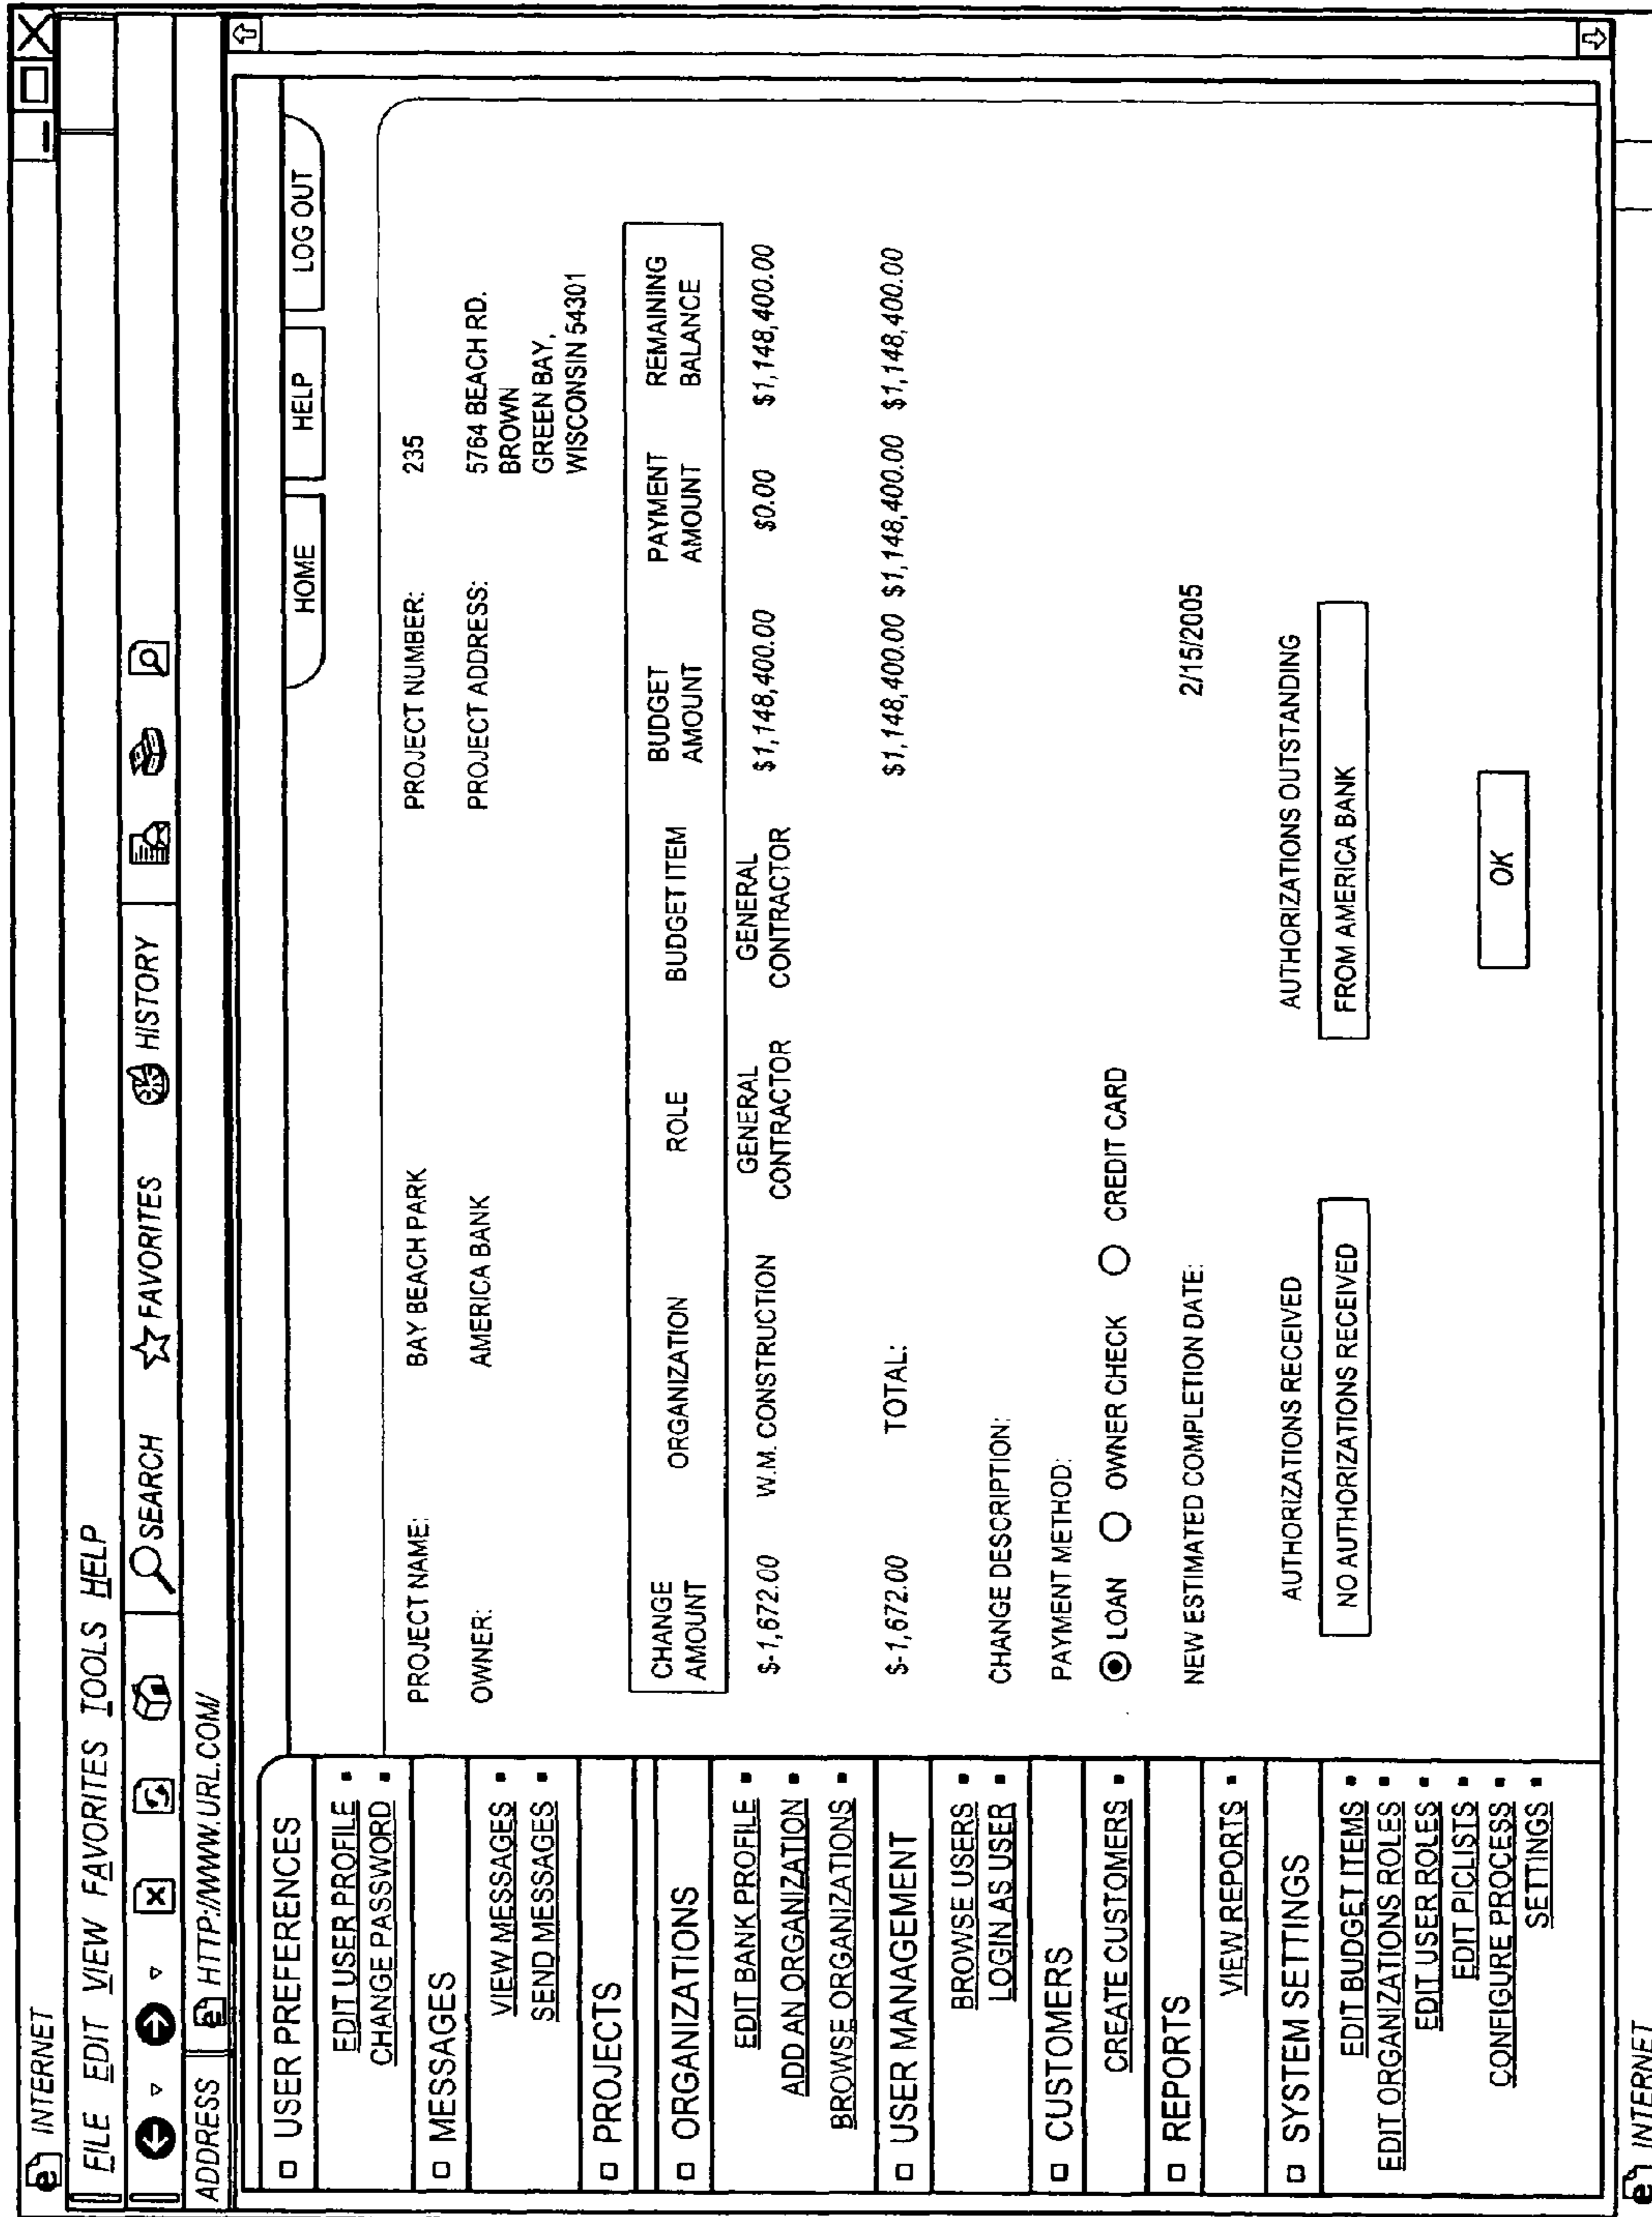 INTERNET
FILE EDIT VIEW FAVORITES TOOLS HELP
SEARCH FAVORITES HISTORY
ADDRESS HTTP://WWW.URL.COM/
HOME HELP LOG OUT
USER PREFERENCES
EDIT USER PROFILE
CHANGE PASSWORD
MESSAGES
VIEW MESSAGES
SEND MESSAGES
PROJECTS
ORGANIZATIONS
EDIT BANK PROFILE
ADD AN ORGANIZATION
BROWSE ORGANIZATIONS
USER MANAGEMENT
BROWSE USERS
LOGIN AS USER
CUSTOMERS
CREATE CUSTOMERS
REPORTS
VIEW REPORTS
SYSTEM SETTINGS
EDIT BUDGET ITEMS
EDIT ORGANIZATIONS ROLES
EDIT USER ROLES
EDIT PICLISTS
CONFIGURE PROCESS
SETTINGS
PROJECT NAME: BAY BEACH PARK PROJECT NUMBER: 235
OWNER: AMERICA BANK PROJECT ADDRESS: 5764 BEACH RD.
BROWN
GREEN BAY,
WISCONSIN 54301
CHANGE ORGANIZATION ROLE BUDGET ITEM BUDGET PAYMENT REMAINING
AMOUNT AMOUNT AMOUNT BALANCE
GENERAL GENERAL
$-1,672.00 W.M. CONSTRUCTION CONTRACTOR CONTRACTOR $1,148,400.00 $0.00 $1,148,400.00
$-1,672.00 TOTAL: $1,148,400.00 $1,148,400.00 $1,148,400.00
CHANGE DESCRIPTION:
PAYMENT METHOD:
LOAN OWNER CHECK CREDIT CARD
NEW ESTIMATED COMPLETION DATE: 2/15/2005
AUTHORIZATIONS RECEIVED AUTHORIZATIONS OUTSTANDING
NO AUTHORIZATIONS RECEIVED FROM AMERICA BANK
OK
INTERNET